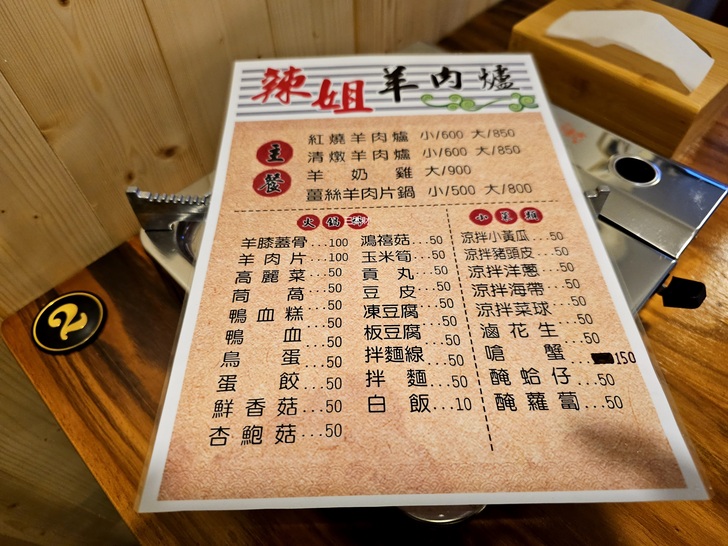 辣姐羊肉爐
主餐
紅燒羊肉爐 小/600 大/850
清燉羊肉爐 小/600 大/850
羊奶雞 大/900
薑絲羊肉片鍋 小/500 大/800
火鍋料
羊膝蓋骨...100
羊肉片...100
高麗菜...50
茼蒿...50
鴨血糕...50
鴨血...50
鳥蛋...50
蛋餃...50
鮮香菇...50
杏鮑菇...50
鴻禧菇...50
玉米筍...50
貢丸...50
豆皮...50
凍豆腐...50
板豆腐...50
拌麵線...50
拌麵...50
白飯...10
小菜類
涼拌小黃瓜...50
涼拌豬頭皮...50
涼拌洋蔥...50
涼拌海帶...50
涼拌菜球...50
滷花生...50
嗆蟹 150
醃蛤仔...50
醃蘿蔔...50
2